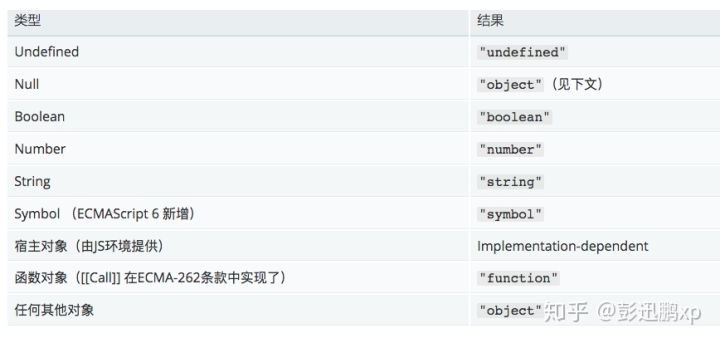 类型 结果
Undefined "undefined"
Null "object"（见下文）
Boolean "boolean"
Number "number"
String "string"
Symbol （ECMAScript 6 新增） "symbol"
宿主对象（由JS环境提供） Implementation-dependent
函数对象（[[Call]] 在ECMA-262条款中实现了） "function"
任何其他对象 "object"
知乎 @彭迅鹏xp